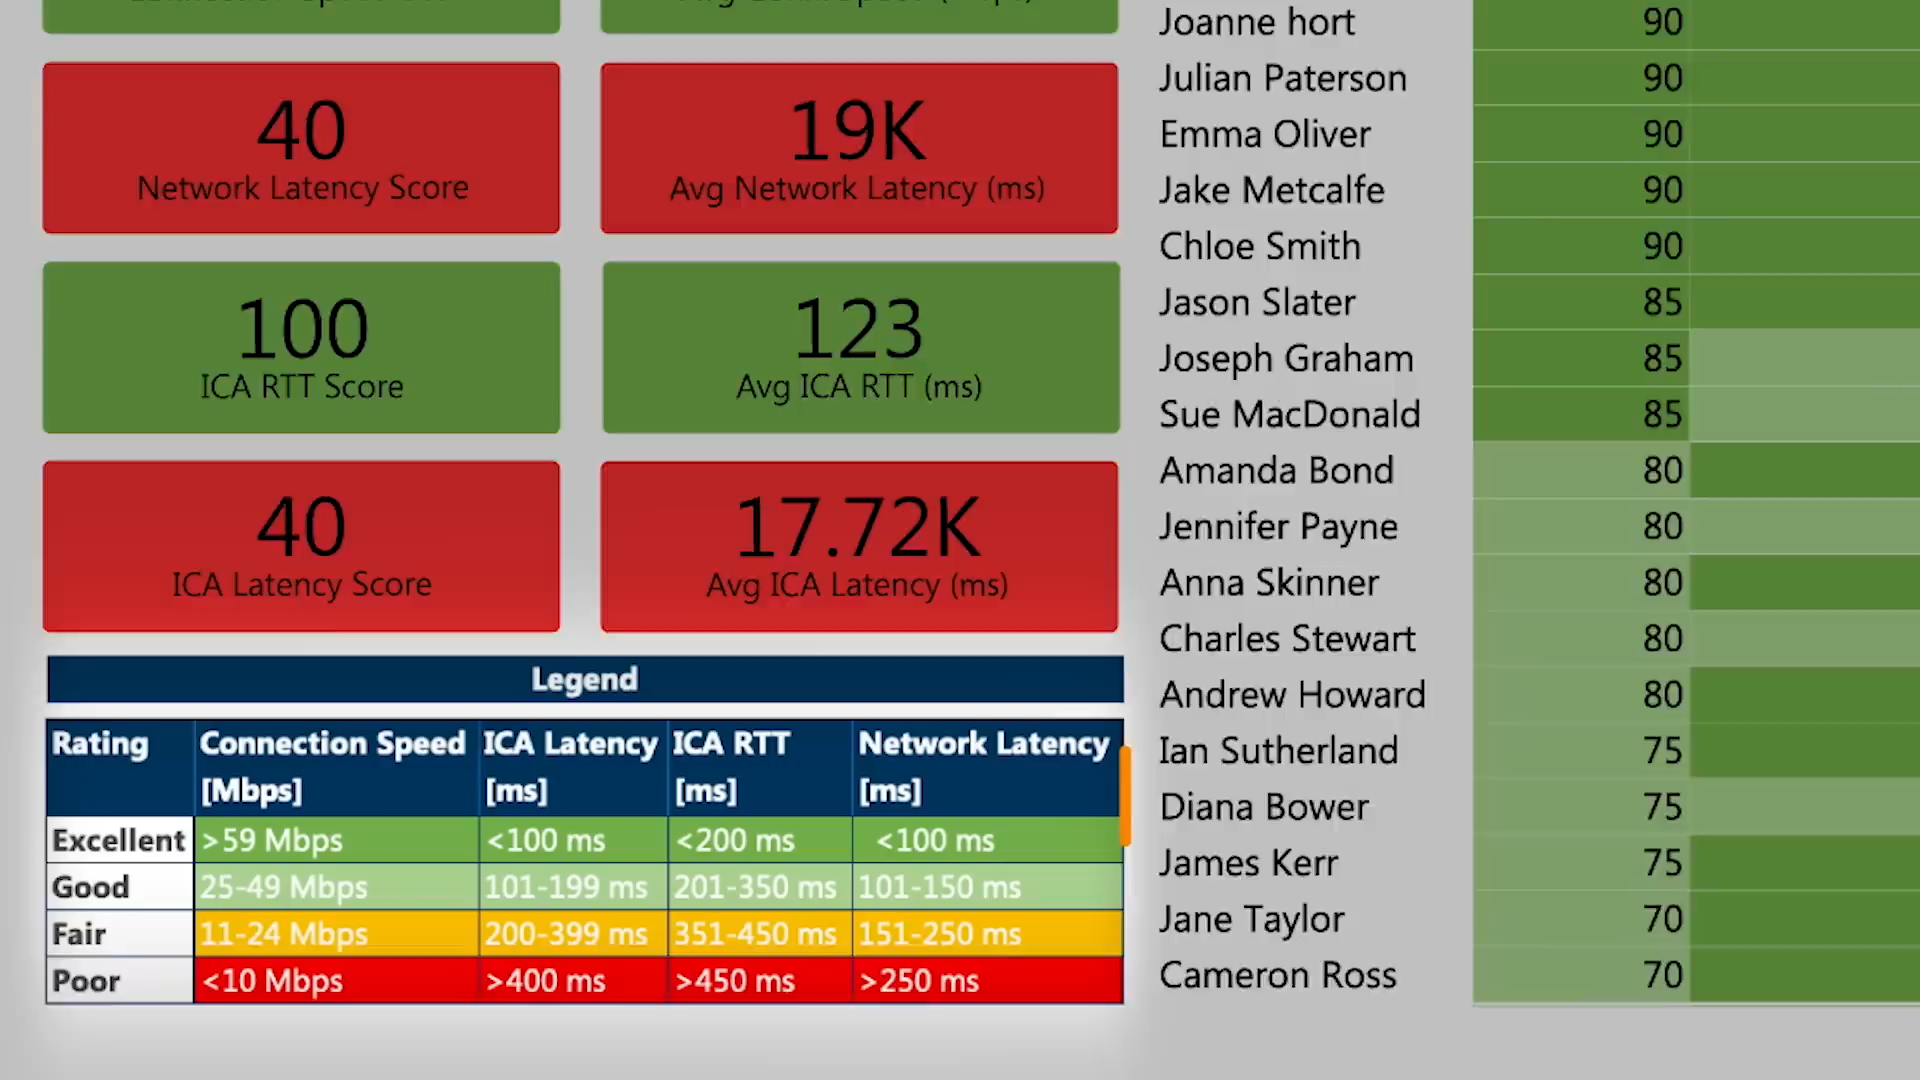 40
Network Latency Score
19K
Avg Network Latency (ms)
100
ICA RTT Score
123
Avg ICA RTT (ms)
40
ICA Latency Score
17.72K
Avg ICA Latency (ms)
Legend
Rating Connection Speed [Mbps] ICA Latency [ms] ICA RTT [ms] Network Latency [ms]
Excellent >59 Mbps <100 ms <200 ms <100 ms
Good 25-49 Mbps 101-199 ms 201-350 ms 101-150 ms
Fair 11-24 Mbps 200-399 ms 351-450 ms 151-250 ms
Poor <10 Mbps >400 ms >450 ms >250 ms
Joanne hort 90
Julian Paterson 90
Emma Oliver 90
Jake Metcalfe 90
Chloe Smith 90
Jason Slater 85
Joseph Graham 85
Sue MacDonald 85
Amanda Bond 80
Jennifer Payne 80
Anna Skinner 80
Charles Stewart 80
Andrew Howard 80
Ian Sutherland 75
Diana Bower 75
James Kerr 75
Jane Taylor 70
Cameron Ross 70